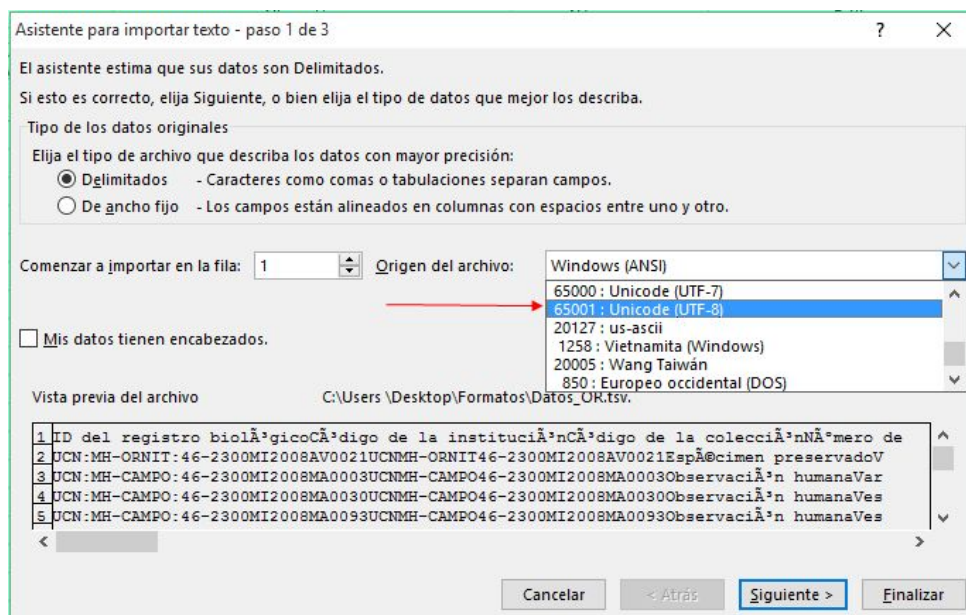 Asistente para importar texto - paso 1 de 3 ?
El asistente estima que sus datos son Delimitados.
Si esto es correcto, elija Siguiente, o bien elija el tipo de datos que mejor los describa.
Tipo de los datos originales
Elija el tipo de archivo que describa los datos con mayor precisión:
Delimitados - Caracteres como comas o tabulaciones separan campos.
De ancho fijo - Los campos están alineados en columnas con espacios entre uno y otro.
Comenzar a importar en la fila: 1 Origen del archivo: Windows (ANSI)
65000 : Unicode (UTF-7)
65001 : Unicode (UTF-8)
20127 : us-ascii
1258 : Vietnamita (Windows)
20005 : Wang Taiwán
850 : Europeo occidental (DOS)
Mis datos tienen encabezados.
Vista previa del archivo C:\Users \Desktop\Formatos\Datos_OR.tsv.
1 ID del registro biolÃ³gicoCÃ³digo de la instituciÃ³nCÃ³digo de la colecciÃ³nNÃºmero de
2 UCN:MH-ORNIT:46-2300MI2008AV0021UCNMH-ORNIT46-2300MI2008AV0021EspÃ©cimen preservadoV
3 UCN:MH-CAMPO:46-2300MI2008MA0003UCNMH-CAMPO46-2300MI2008MA0003ObservaciÃ³n humanaVar
4 UCN:MH-CAMPO:46-2300MI2008MA0030UCNMH-CAMPO46-2300MI2008MA0030ObservaciÃ³n humanaVes
5 UCN:MH-CAMPO:46-2300MI2008MA0093UCNMH-CAMPO46-2300MI2008MA0093ObservaciÃ³n humanaVes
Cancelar < Atrás Siguiente > Finalizar